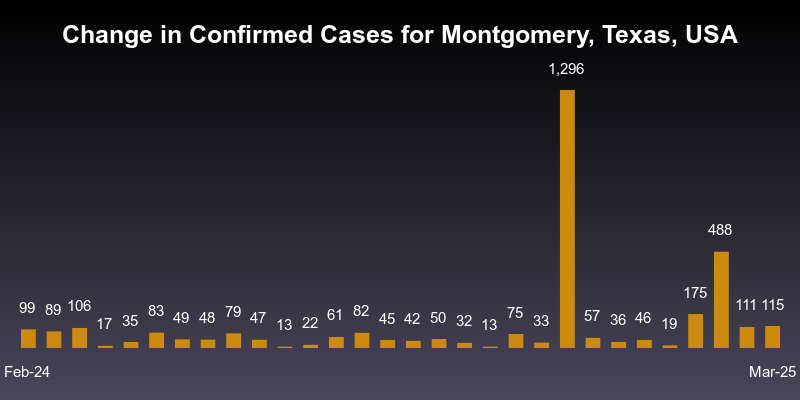 Change in Confirmed Cases for Montgomery, Texas, USA
1,296
488
175
99 89 106 17 35 83 49 48 79 47 13 22 61 82 45 42 50 32 13 75 33 57 36 46 19 111 115
Feb-24 Mar-25